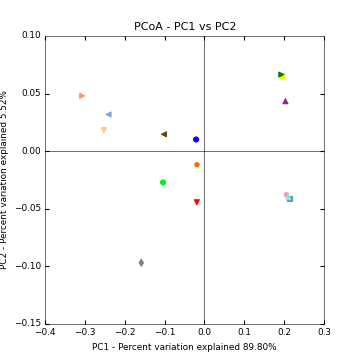 PCoA - PC1 vs PC2
0.10
0.05
0.00
−0.05
−0.10
−0.15
PC2 - Percent variation explained 5.52%
−0.4 −0.3 −0.2 −0.1 0.0 0.1 0.2 0.3
PC1 - Percent variation explained 89.80%